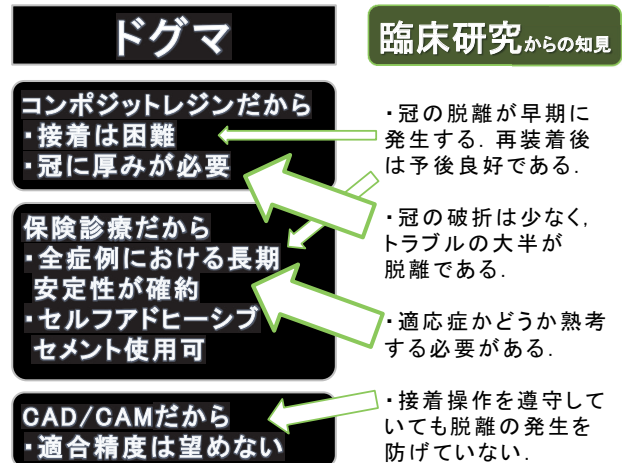 ドグマ
コンポジットレジンだから
・接着は困難
・冠に厚みが必要
保険診療だから
・全症例における長期
安定性が確約
・セルフアドヒーシブ
セメント使用可
CAD/CAMだから
・適合精度は望めない
臨床研究からの知見
・冠の脱離が早期に
発生する. 再装着後
は予後良好である.
・冠の破折は少なく,
トラブルの大半が
脱離である.
・適応症かどうか熟考
する必要がある.
・接着操作を遵守して
いても脱離の発生を
防げていない.